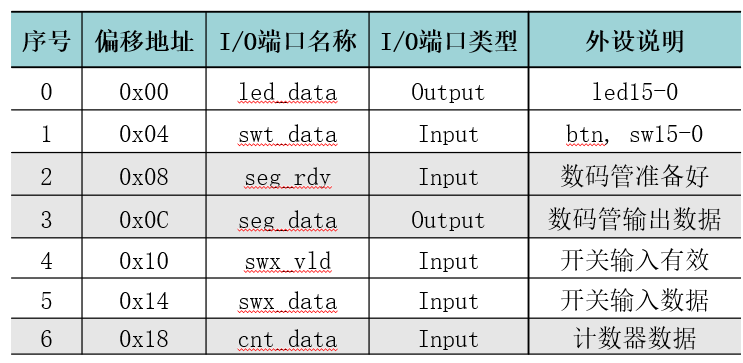 序号 偏移地址 I/O端口名称 I/O端口类型 外设说明
0 0x00 led_data Output led15-0
1 0x04 swt_data Input btn, sw15-0
2 0x08 seg_rdy Input 数码管准备好
3 0x0C seg_data Output 数码管输出数据
4 0x10 swx_vld Input 开关输入有效
5 0x14 swx_data Input 开关输入数据
6 0x18 cnt_data Input 计数器数据